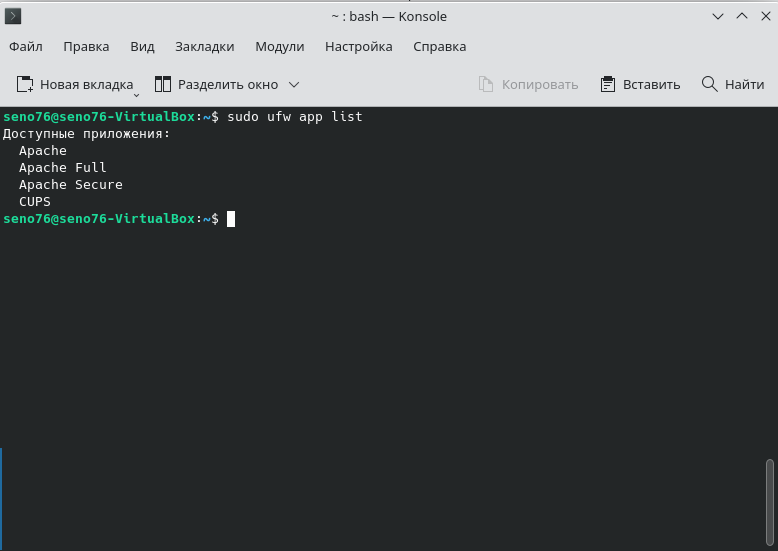 ~ : bash — Konsole
Файл Правка Вид Закладки Модули Настройка Справка
Новая вкладка Разделить окно Копировать Вставить Найти
seno76@seno76-VirtualBox:~$ sudo ufw app list
Доступные приложения:
  Apache
  Apache Full
  Apache Secure
  CUPS
seno76@seno76-VirtualBox:~$